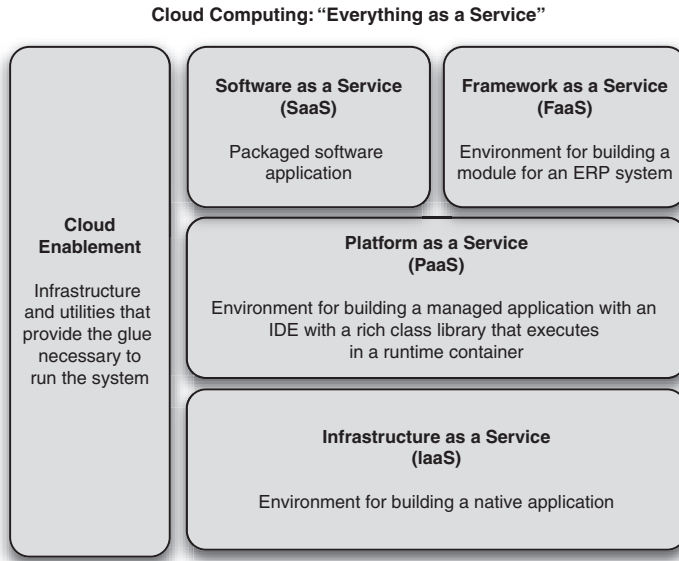 Cloud Computing: “Everything as a Service”
Cloud
Enablement
Infrastructure
and utilities that
provide the glue
necessary to
run the system
Software as a Service
(SaaS)
Packaged software
application
Framework as a Service
(FaaS)
Environment for building a
module for an ERP system
Platform as a Service
(PaaS)
Environment for building a managed application with an
IDE with a rich class library that executes
in a runtime container
Infrastructure as a Service
(IaaS)
Environment for building a native application